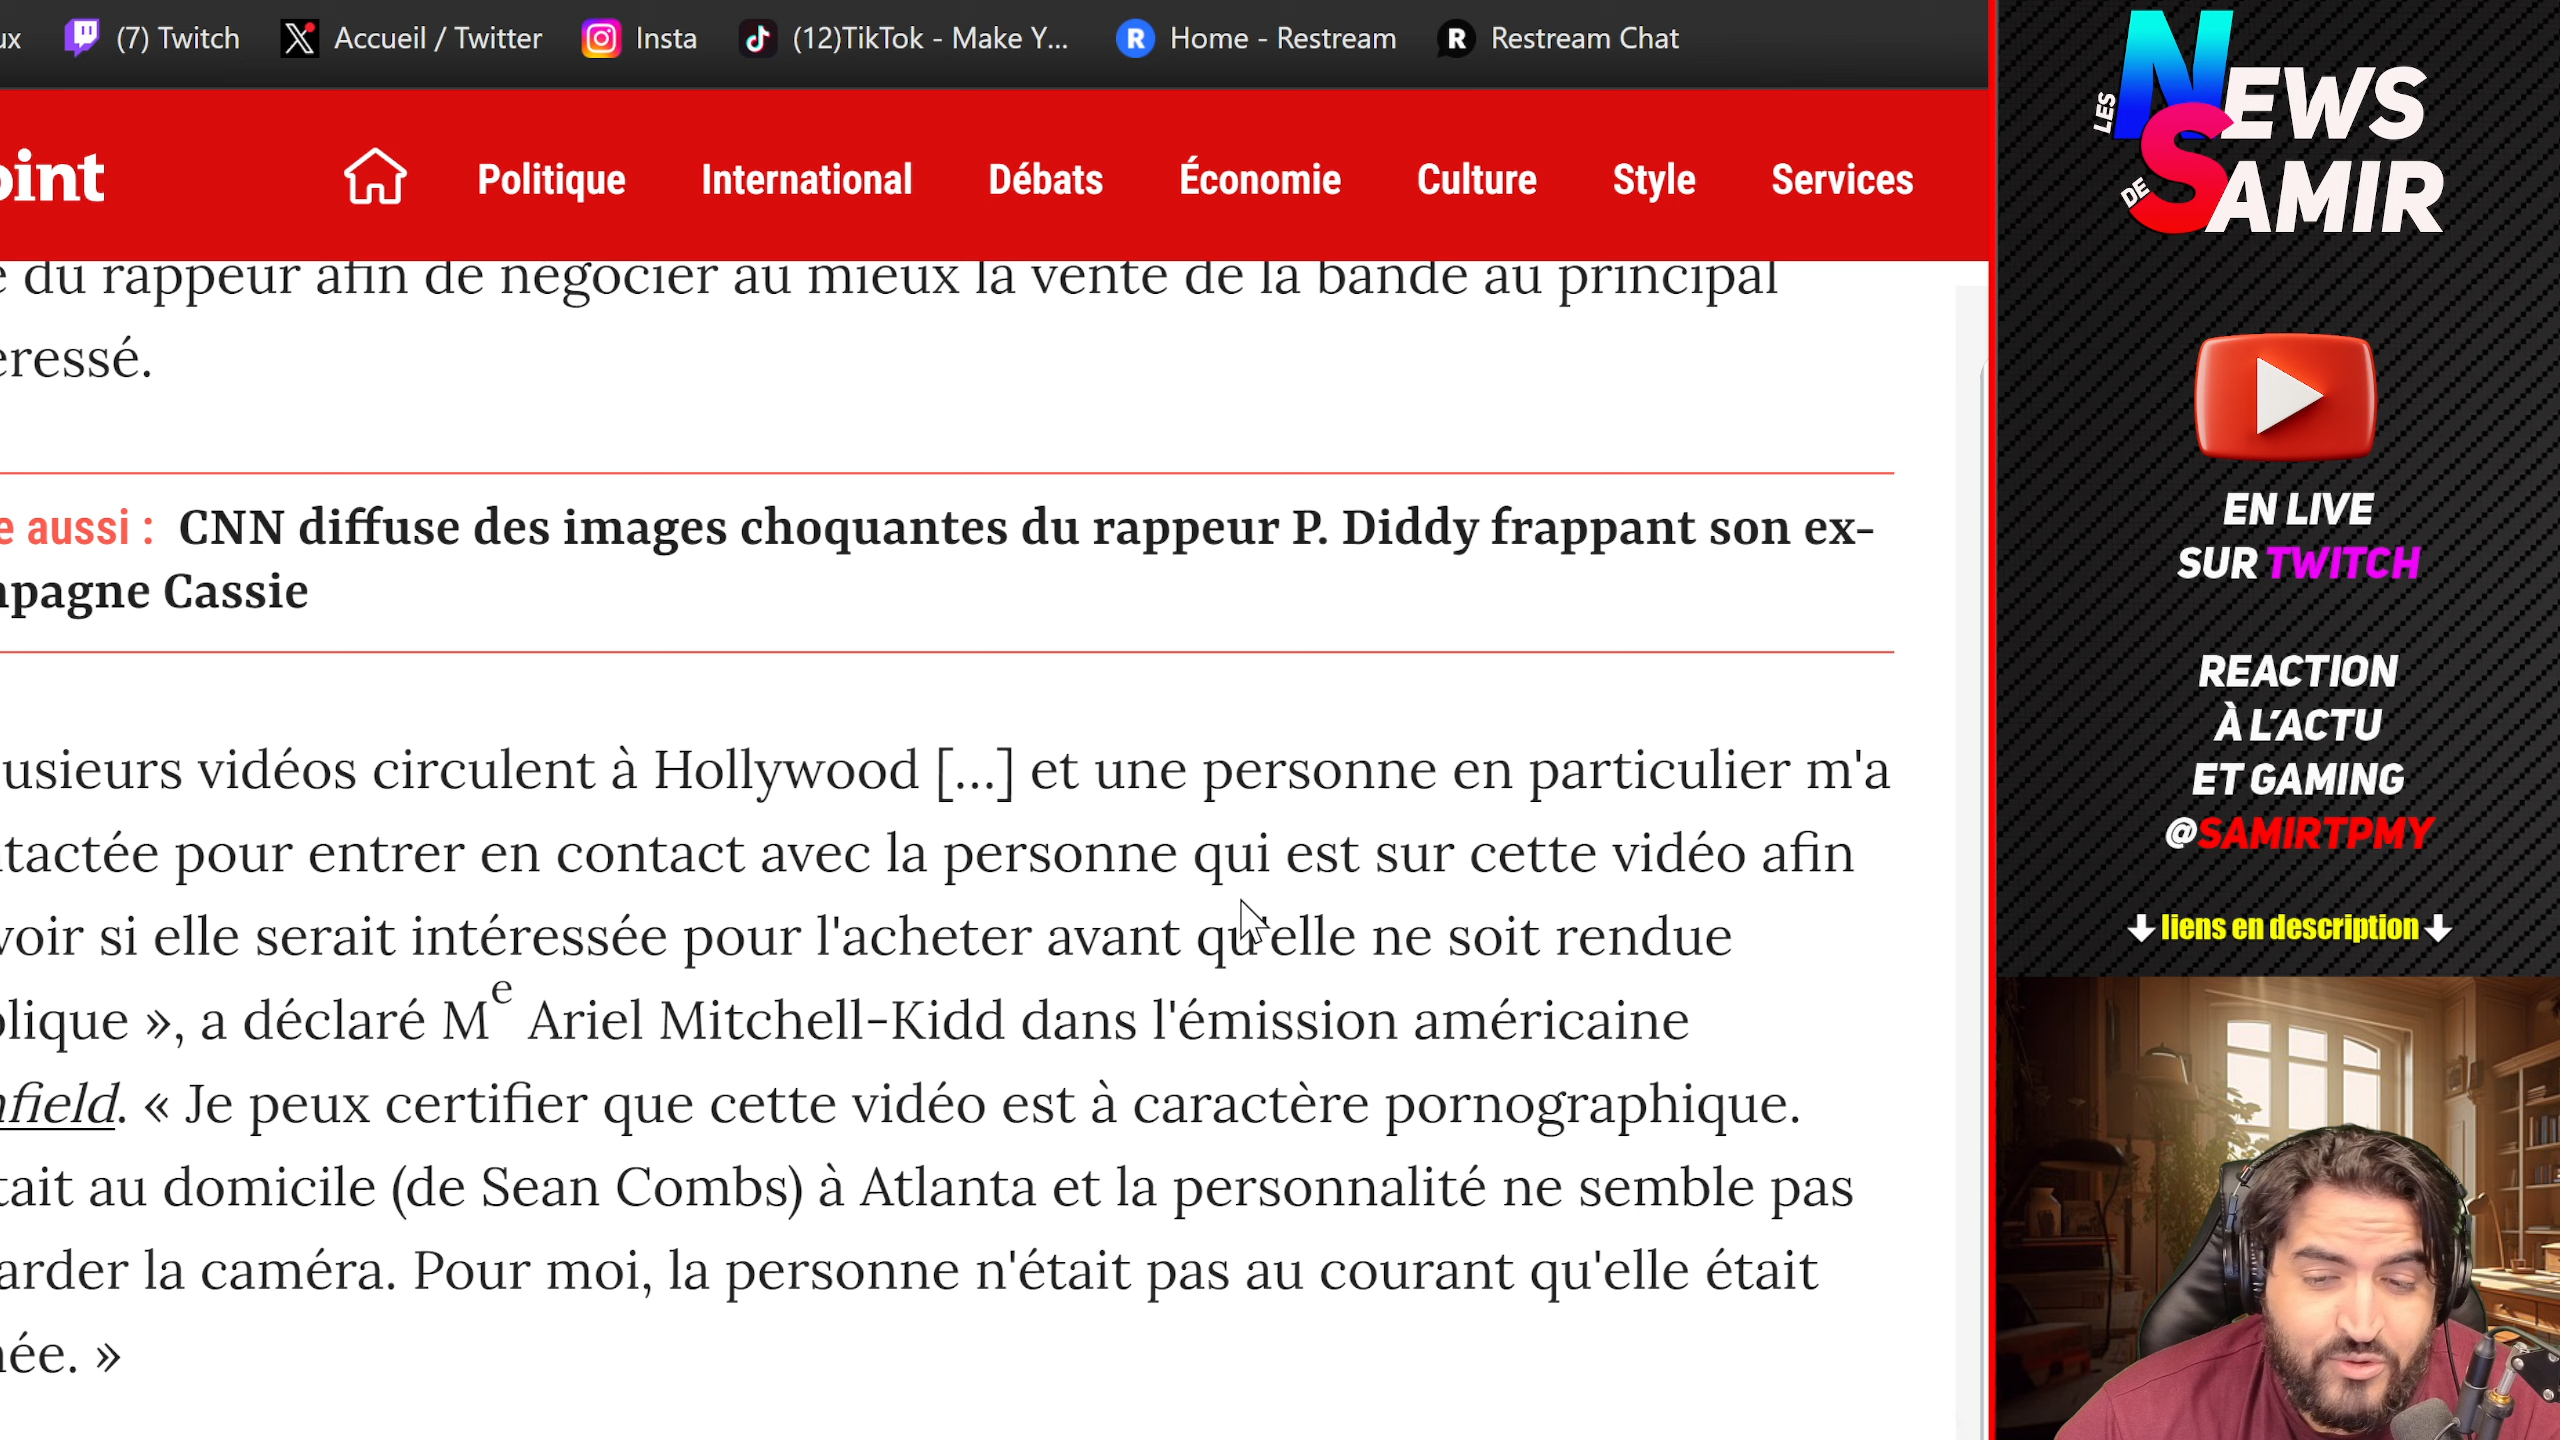 ux (7) Twitch Accueil / Twitter Insta (12)TikTok - Make Y... Home - Restream Restream Chat
oint Politique International Débats Économie Culture Style Services
e du rappeur afin de négocier au mieux la vente de la bande au principal
éressé.
e aussi : CNN diffuse des images choquantes du rappeur P. Diddy frappant son ex-
mpagne Cassie
usieurs vidéos circulent à Hollywood [...] et une personne en particulier m'a
ntactée pour entrer en contact avec la personne qui est sur cette vidéo afin
voir si elle serait intéressée pour l'acheter avant qu'elle ne soit rendue
blique », a déclaré Me Ariel Mitchell-Kidd dans l'émission américaine
nfield. « Je peux certifier que cette vidéo est à caractère pornographique.
tait au domicile (de Sean Combs) à Atlanta et la personnalité ne semble pas
arder la caméra. Pour moi, la personne n'était pas au courant qu'elle était
née. »
LES NEWS
DE SAMIR
EN LIVE
SUR TWITCH
REACTION
À L'ACTU
ET GAMING
@SAMIRTPMY
liens en description